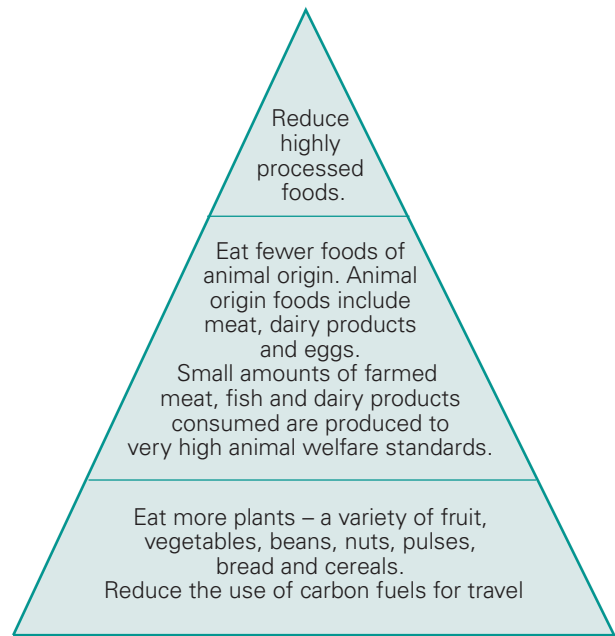 Reduce
highly
processed
foods.
Eat fewer foods of
animal origin. Animal
origin foods include
meat, dairy products
and eggs.
Small amounts of farmed
meat, fish and dairy products
consumed are produced to
very high animal welfare standards.
Eat more plants – a variety of fruit,
vegetables, beans, nuts, pulses,
bread and cereals.
Reduce the use of carbon fuels for travel